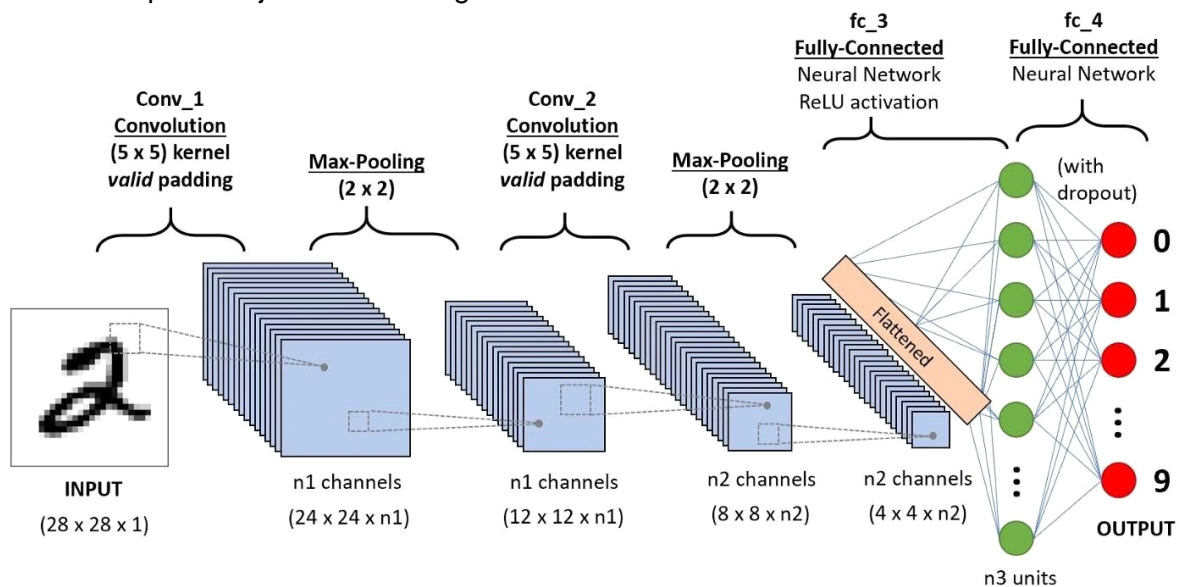 fc_3
Fully-Connected
Neural Network
ReLU activation
fc_4
Fully-Connected
Neural Network
Conv_1
Convolution
(5 x 5) kernel
valid padding
Max-Pooling
(2 x 2)
Conv_2
Convolution
(5 x 5) kernel
valid padding
Max-Pooling
(2 x 2)
(with
dropout)
Flattened
0
1
2
9
OUTPUT
INPUT
(28 x 28 x 1)
n1 channels
(24 x 24 x n1)
n1 channels
(12 x 12 x n1)
n2 channels
(8 x 8 x n2)
n2 channels
(4 x 4 x n2)
n3 units